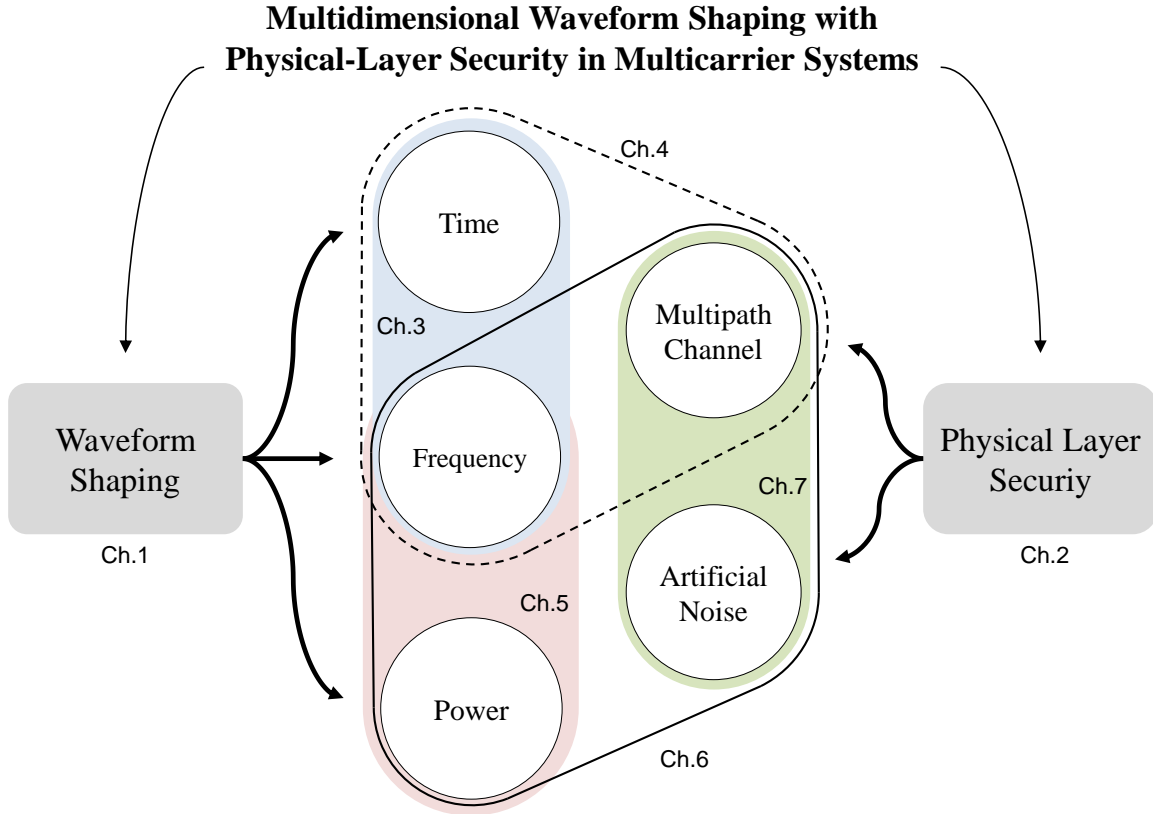 Multidimensional Waveform Shaping with
Physical-Layer Security in Multicarrier Systems
Ch.4
Time
Ch.3
Multipath
Channel
Waveform
Shaping
Frequency
Physical Layer
Securiy
Ch.7
Ch.1
Ch.2
Ch.5
Artificial
Noise
Power
Ch.6